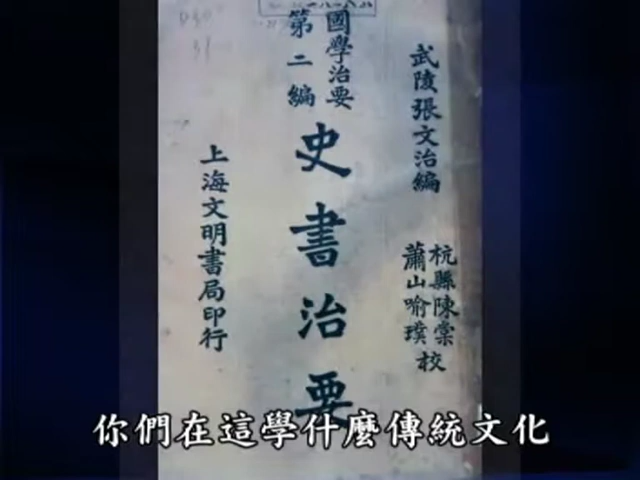 武陵張文治編
杭縣陳棠
蕭山喻璞校
國學治要
第二編
史書治要
上海文明書局印行
你們在這學什麼傳統文化